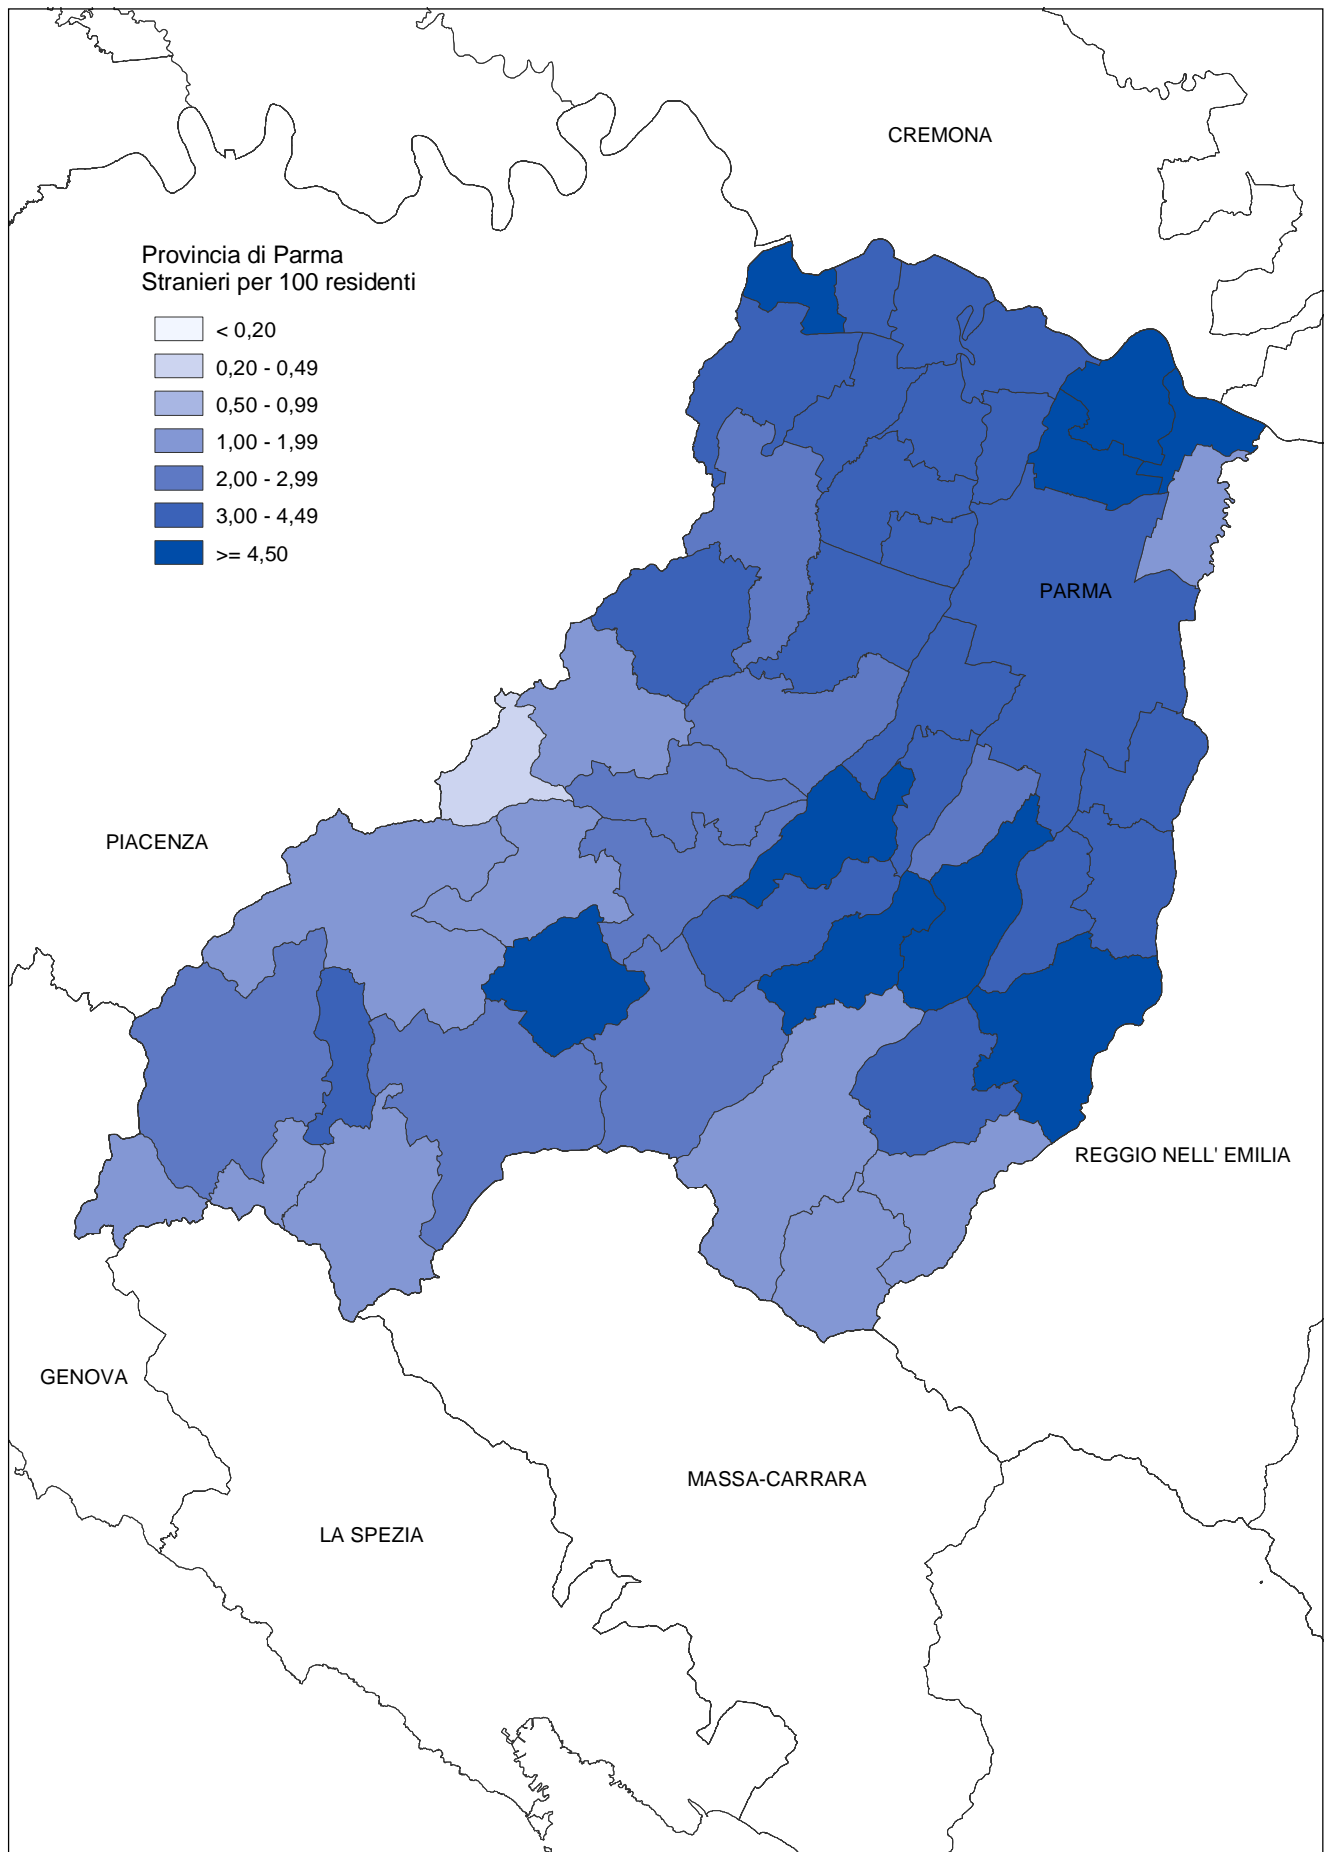 CREMONA
Provincia di Parma
Stranieri per 100 residenti
< 0,20
0,20 - 0,49
0,50 - 0,99
1,00 - 1,99
2,00 - 2,99
3,00 - 4,49
>= 4,50
PARMA
PIACENZA
REGGIO NELL' EMILIA
GENOVA
MASSA-CARRARA
LA SPEZIA